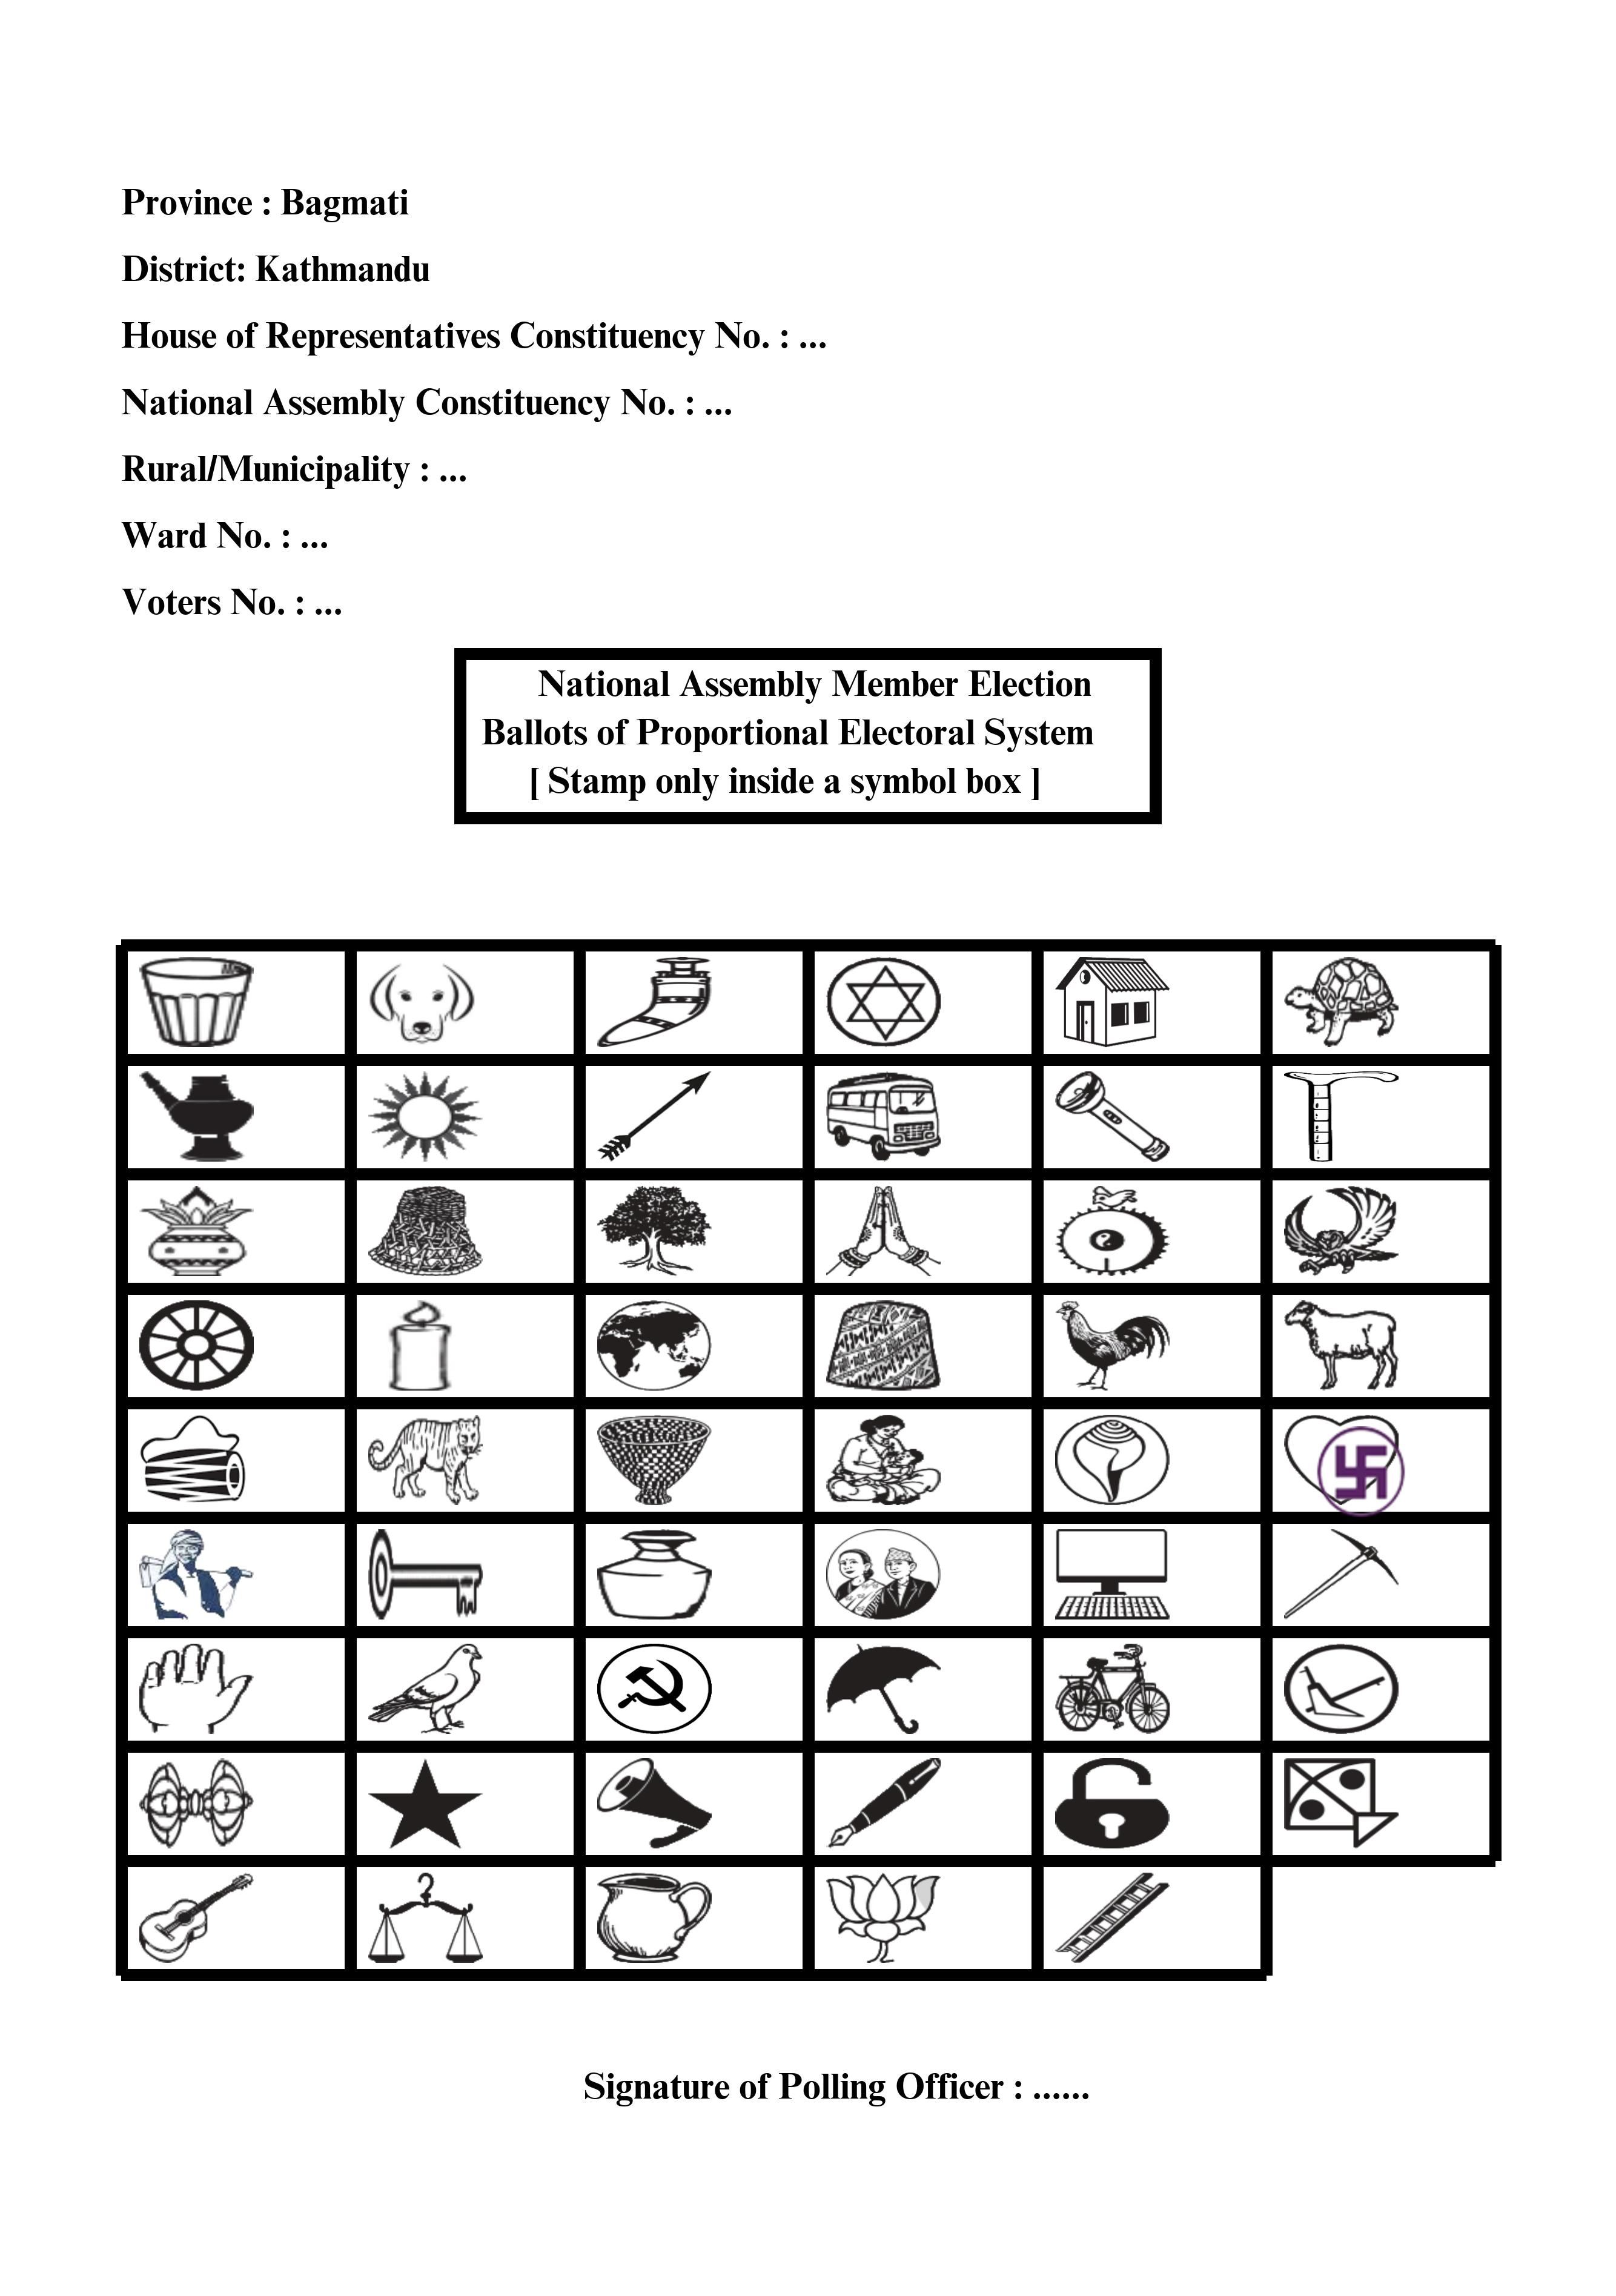 Province : Bagmati
District: Kathmandu
House of Representatives Constituency No. : ...
National Assembly Constituency No. : ...
Rural/Municipality : ...
Ward No. : ...
Voters No. : ...
National Assembly Member Election
Ballots of Proportional Electoral System
[ Stamp only inside a symbol box ]
Signature of Polling Officer : ......